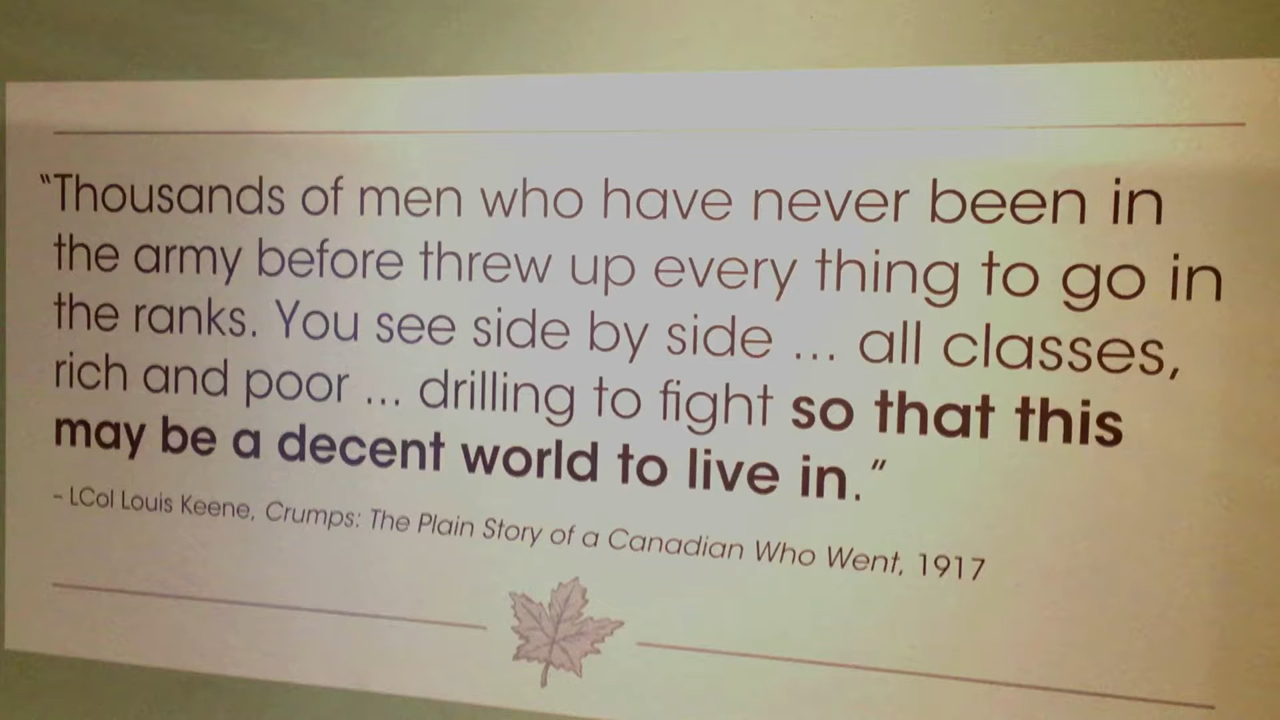 “Thousands of men who have never been in
the army before threw up every thing to go in
the ranks. You see side by side ... all classes,
rich and poor ... drilling to fight so that this
may be a decent world to live in.”
– LCol Louis Keene, Crumps: The Plain Story of a Canadian Who Went, 1917